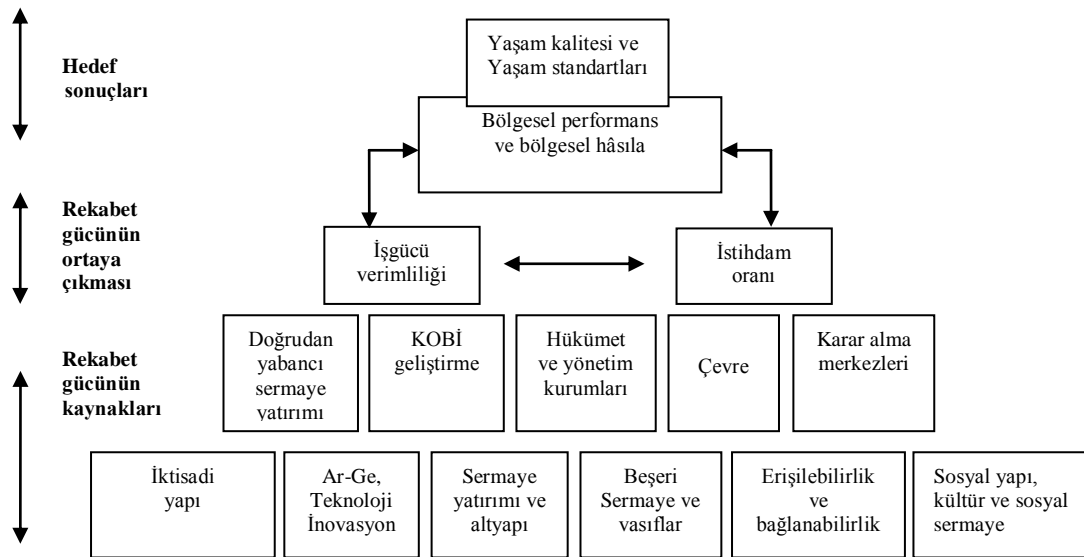 Yaşam kalitesi ve
Yaşam standartları
Hedef
sonuçları
Bölgesel performans
ve bölgesel hâsıla
Rekabet
gücünün
ortaya
çıkması
İşgücü
verimliliği
İstihdam
oranı
Rekabet
gücünün
kaynakları
Doğrudan
yabancı
sermaye
yatırımı
KOBİ
geliştirme
Hükümet
ve yönetim
kurumları
Çevre
Karar alma
merkezleri
İktisadi
yapı
Ar-Ge,
Teknoloji
İnovasyon
Sermaye
yatırımı ve
altyapı
Beşeri
Sermaye ve
vasıflar
Erişilebilirlik
ve
bağlanabilirlik
Sosyal yapı,
kültür ve sosyal
sermaye